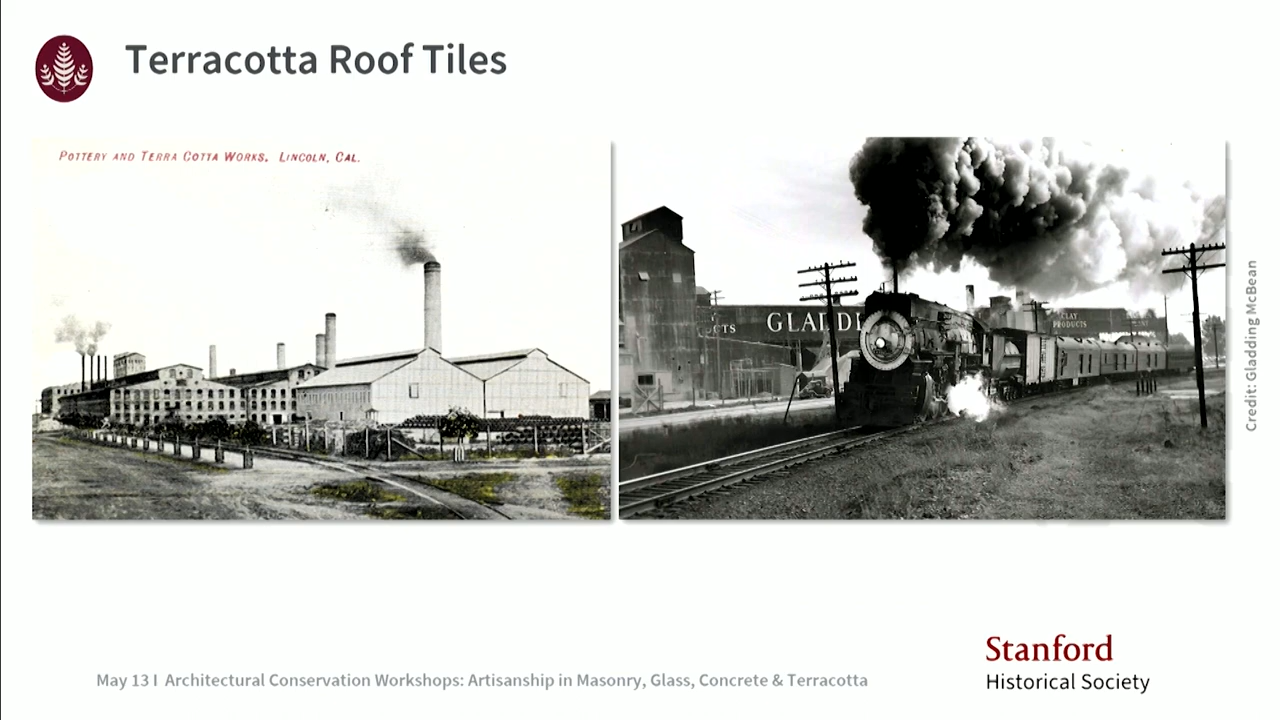 Terracotta Roof Tiles
POTTERY AND TERRA COTTA WORKS, LINCOLN, CAL.
GLADDI
CLAY
PRODUCTS
Credit: Gladding McBean
May 13 I Architectural Conservation Workshops: Artisanship in Masonry, Glass, Concrete & Terracotta
Stanford
Historical Society